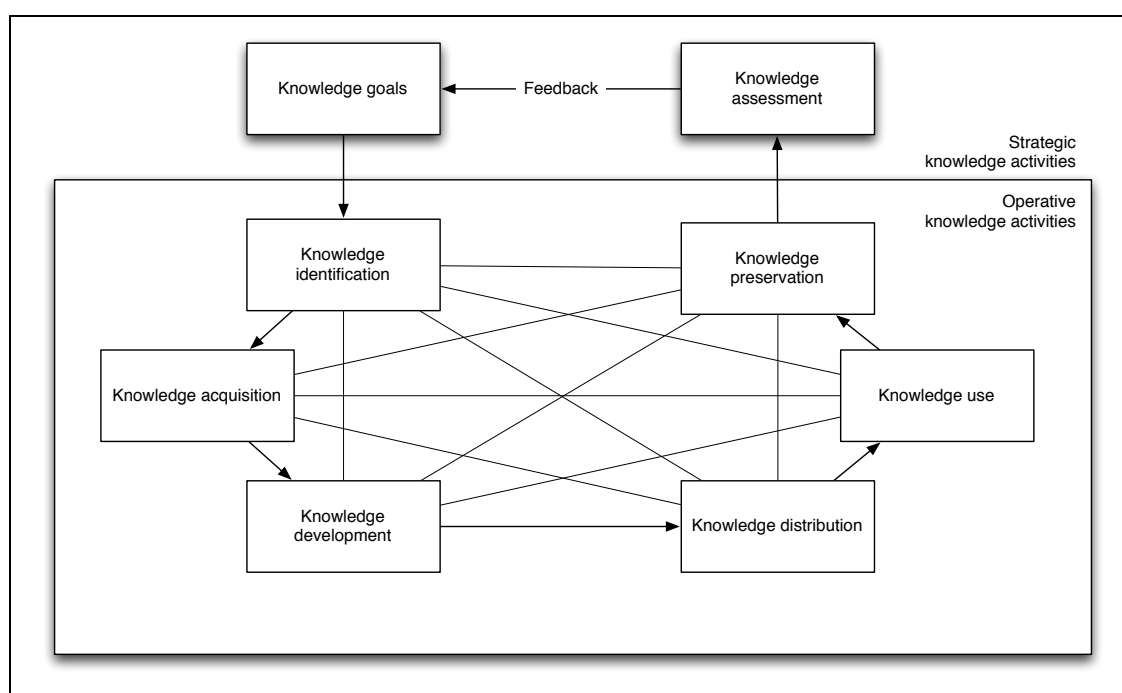 Knowledge goals
Feedback
Knowledge
assessment
Strategic
knowledge activities
Operative
knowledge activities
Knowledge
identification
Knowledge
preservation
Knowledge acquisition
Knowledge use
Knowledge
development
Knowledge distribution